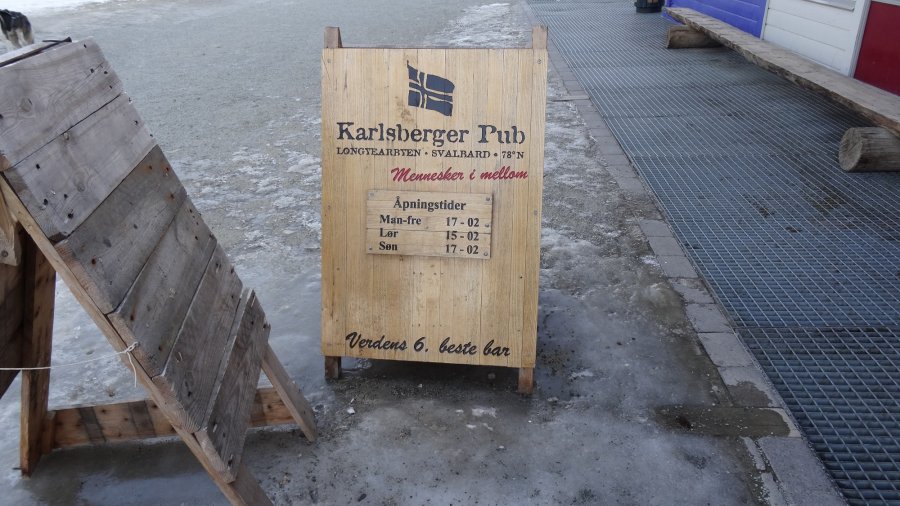 Karlsberger Pub
LONGYEARBYEN • SVALBARD • 78°N
Mennesker i mellom
Åpningstider
Man-fre 17 - 02
Lør 15 - 02
Søn 17 - 02
Verdens 6. beste bar